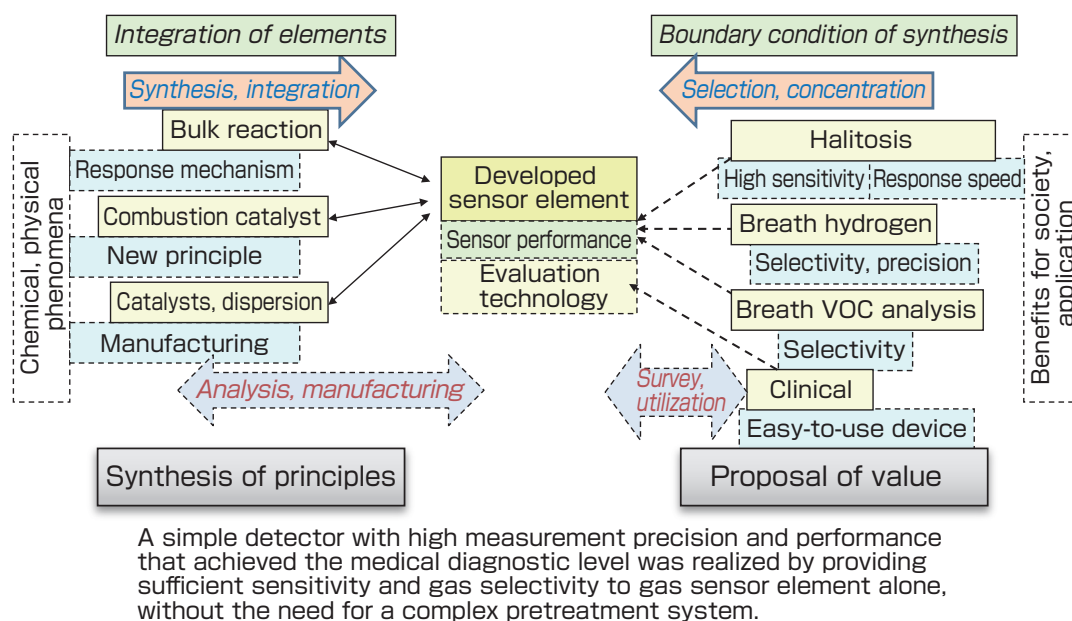 Integration of elements
Boundary condition of synthesis
Synthesis, integration
Selection, concentration
Chemical, physical
phenomena
Bulk reaction
Response mechanism
Combustion catalyst
New principle
Catalysts, dispersion
Manufacturing
Developed
sensor element
Sensor performance
Evaluation
technology
Halitosis
High sensitivity
Response speed
Breath hydrogen
Selectivity, precision
Breath VOC analysis
Selectivity
Clinical
Easy-to-use device
Benefits for society,
application
Analysis, manufacturing
Survey,
utilization
Synthesis of principles
Proposal of value
A simple detector with high measurement precision and performance
that achieved the medical diagnostic level was realized by providing
sufficient sensitivity and gas selectivity to gas sensor element alone,
without the need for a complex pretreatment system.